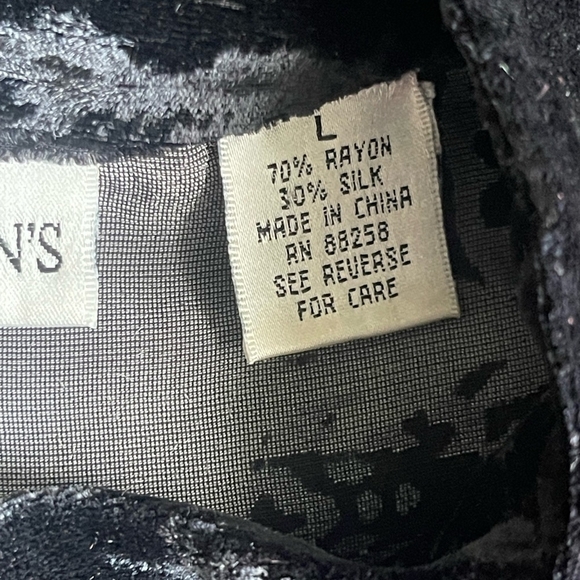 N'S
L
70% RAYON
30% SILK
MADE IN CHINA
RN 88258
SEE REVERSE
FOR CARE